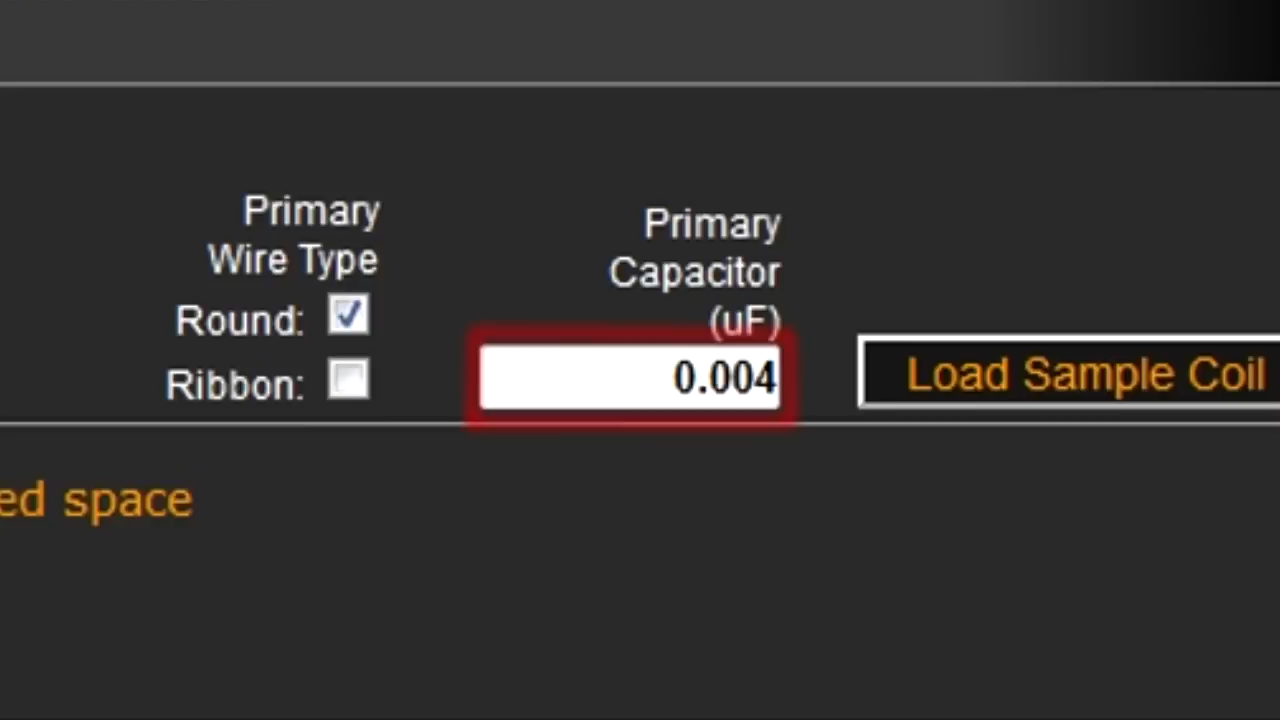 Primary
Wire Type
Round:
Ribbon:
Primary
Capacitor
(uF)
0.004
Load Sample Coil
ed space